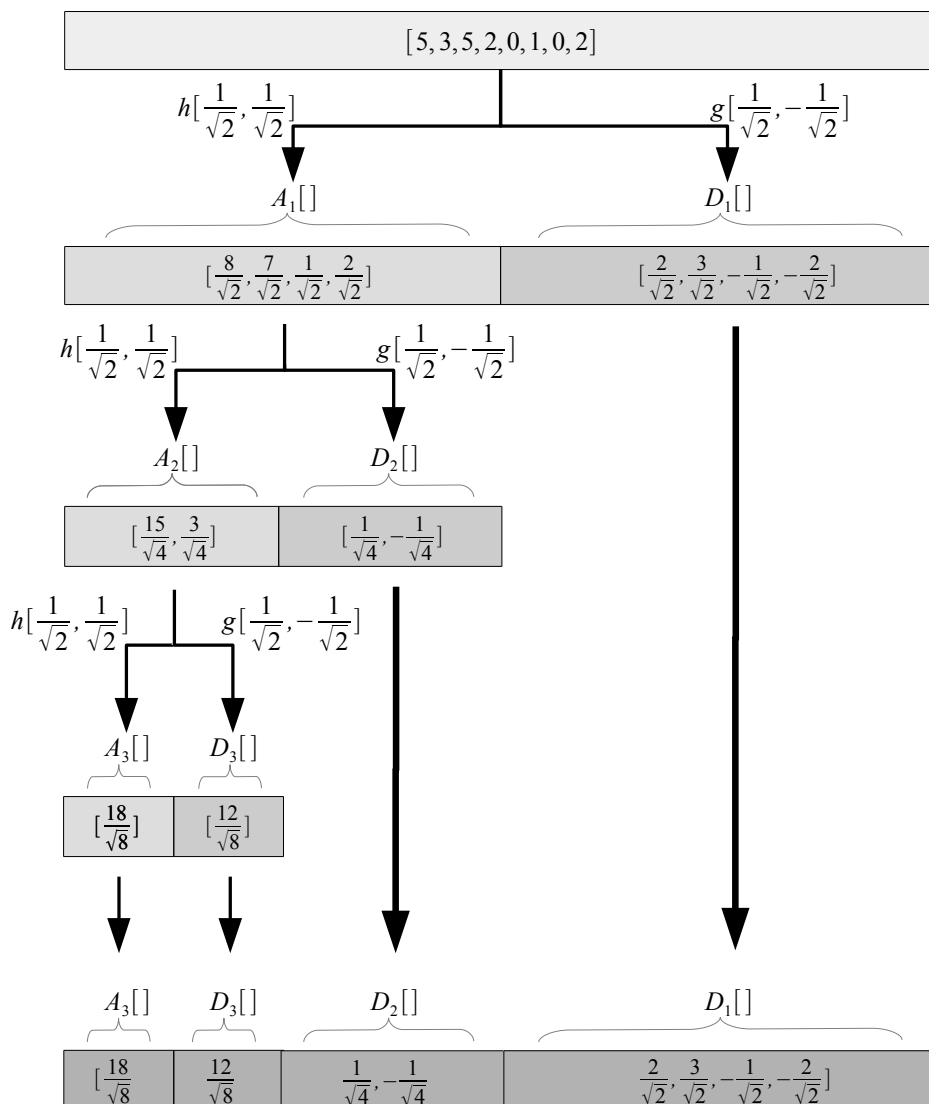 [5,3,5,2,0,1,0,2]
h[1/√2, 1/√2] g[1/√2, -1/√2]
A₁[] D₁[]
[8/√2, 7/√2, 1/√2, 2/√2] [2/√2, 3/√2, -1/√2, -2/√2]
h[1/√2, 1/√2] g[1/√2, -1/√2]
A₂[] D₂[]
[15/√4, 3/√4] [1/√4, -1/√4]
h[1/√2, 1/√2] g[1/√2, -1/√2]
A₃[] D₃[]
[18/√8] [12/√8]
A₃[] D₃[] D₂[] D₁[]
[18/√8 12/√8 1/√4, -1/√4 2/√2, 3/√2, -1/√2, -2/√2]